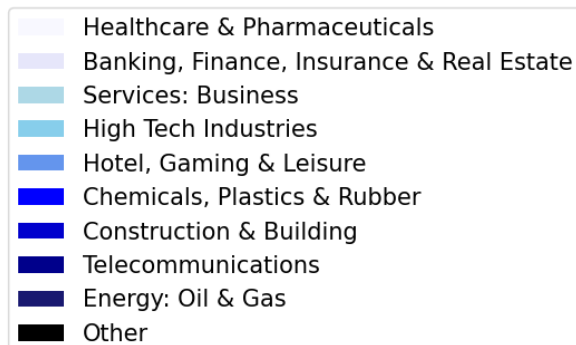 Healthcare & Pharmaceuticals
Banking, Finance, Insurance & Real Estate
Services: Business
High Tech Industries
Hotel, Gaming & Leisure
Chemicals, Plastics & Rubber
Construction & Building
Telecommunications
Energy: Oil & Gas
Other